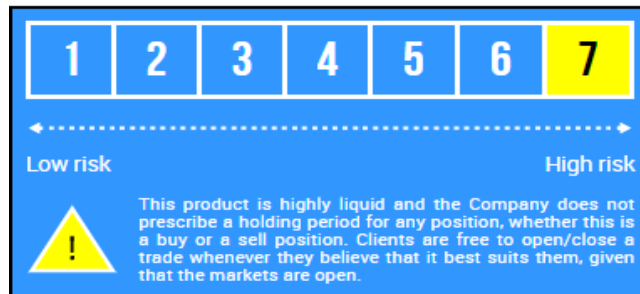 1 2 3 4 5 6 7
Low risk High risk
!
This product is highly liquid and the Company does not
prescribe a holding period for any position, whether this is
a buy or a sell position. Clients are free to open/close a
trade whenever they believe that it best suits them, given
that the markets are open.